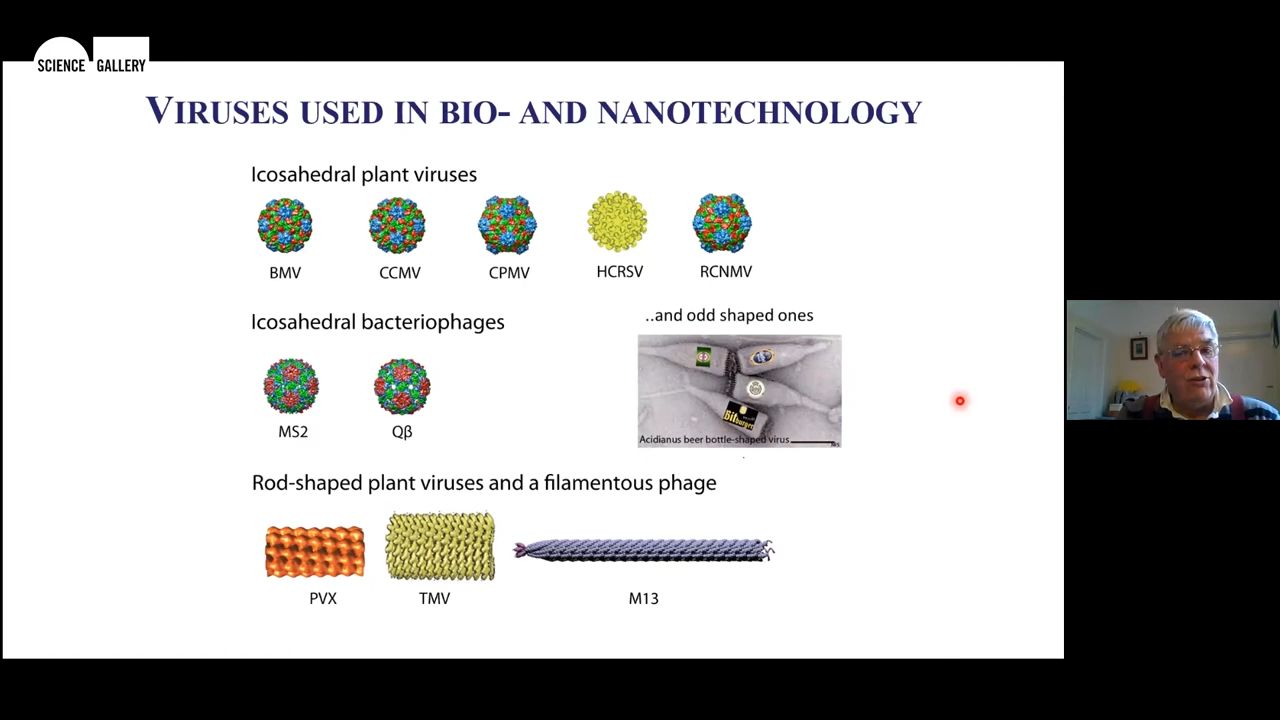 SCIENCE GALLERY
VIRUSES USED IN BIO- AND NANOTECHNOLOGY
Icosahedral plant viruses
BMV CCMV CPMV HCRSV RCNMV
Icosahedral bacteriophages
..and odd shaped ones
Bitburger
Acidianus beer bottle-shaped virus
MS2 Qβ
Rod-shaped plant viruses and a filamentous phage
PVX TMV M13